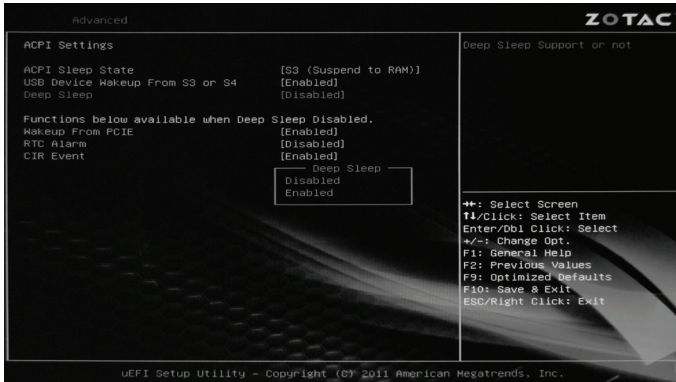 Advanced
ZOTAC
ACPI Settings
ACPI Sleep State [S3 (Suspend to RAM)]
USB Device Wakeup From S3 or S4 [Enabled]
Deep Sleep [Disabled]
Functions below available when Deep Sleep Disabled.
Wakeup From PCIE [Enabled]
RTC Alarm [Disabled]
CIR Event [Enabled]
Deep Sleep
Disabled
Enabled
Deep Sleep Support or not
→←: Select Screen
↑↓/Click: Select Item
Enter/Dbl Click: Select
+/-: Change Opt.
F1: General Help
F2: Previous Values
F9: Optimized Defaults
F10: Save & Exit
ESC/Right Click: Exit
uEFI Setup Utility - Copyright (C) 2011 American Megatrends, Inc.